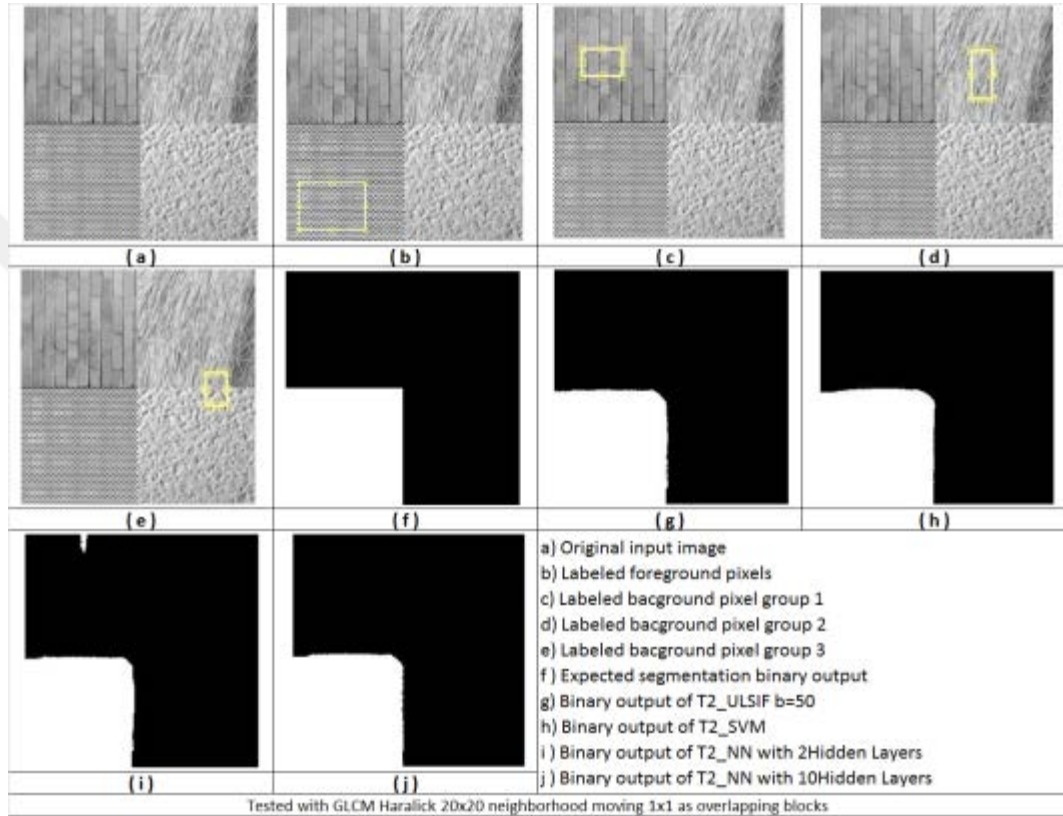 ( a )
( b )
( c )
( d )
( e )
( f )
( g )
( h )
( i )
( j )
a) Original input image
b) Labeled foreground pixels
c) Labeled bacground pixel group 1
d) Labeled bacground pixel group 2
e) Labeled bacground pixel group 3
f ) Expected segmentation binary output
g) Binary output of T2_ULSIF b=50
h) Binary output of T2_SVM
i ) Binary output of T2_NN with 2Hidden Layers
j ) Binary output of T2_NN with 10Hidden Layers
Tested with GLCM Haralick 20x20 neighborhood moving 1x1 as overlapping blocks